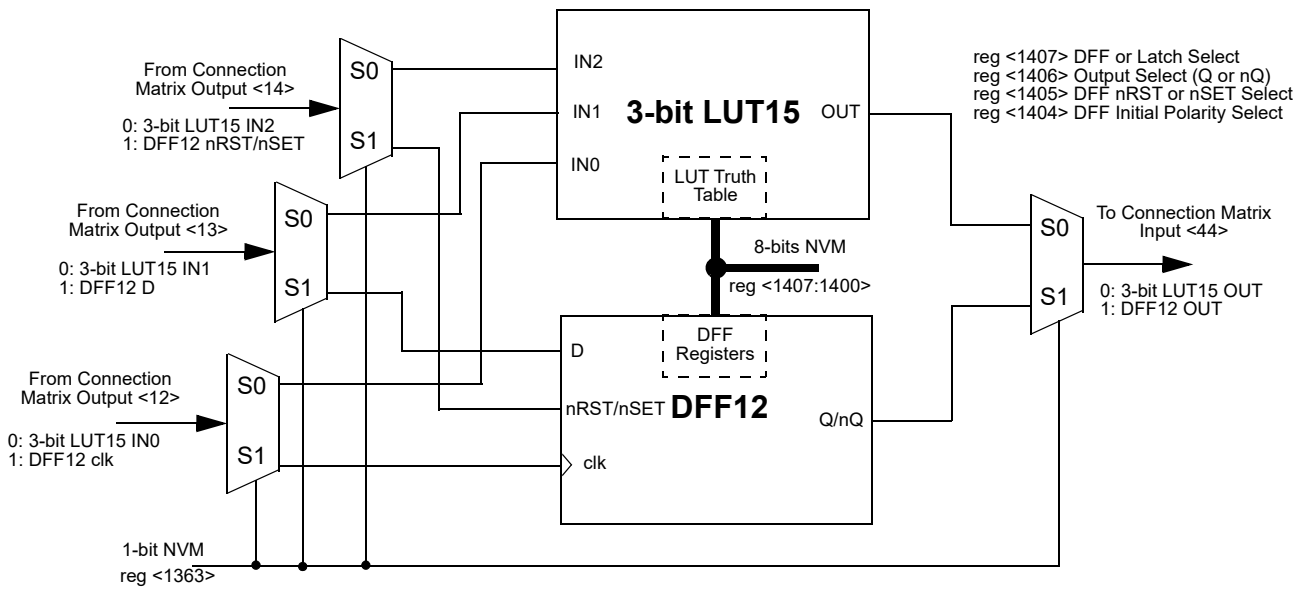 From Connection
Matrix Output <14>
0: 3-bit LUT15 IN2
1: DFF12 nRST/nSET
S0
S1
From Connection
Matrix Output <13>
0: 3-bit LUT15 IN1
1: DFF12 D
S0
S1
From Connection
Matrix Output <12>
0: 3-bit LUT15 IN0
1: DFF12 clk
S0
S1
1-bit NVM
reg <1363>
IN2
IN1
IN0
3-bit LUT15
OUT
LUT Truth
Table
8-bits NVM
reg <1407:1400>
DFF
Registers
D
nRST/nSET
DFF12
clk
Q/nQ
reg <1407> DFF or Latch Select
reg <1406> Output Select (Q or nQ)
reg <1405> DFF nRST or nSET Select
reg <1404> DFF Initial Polarity Select
S0
S1
To Connection Matrix
Input <44>
0: 3-bit LUT15 OUT
1: DFF12 OUT